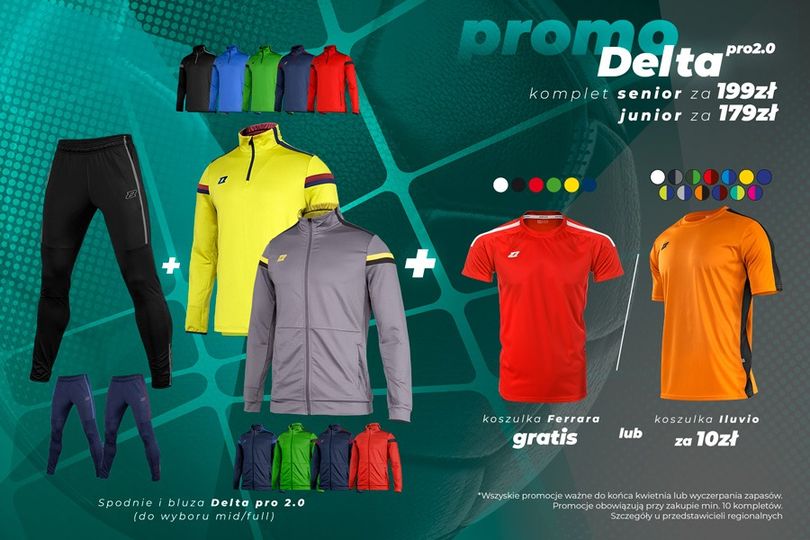 promo
Delta pro2.0
komplet senior za 199zł
junior za 179zł
koszulka Ferrara
gratis
lub
koszulka Iluvio
za 10zł
Spodnie i bluza Delta pro 2.0
(do wyboru mid/full)
*Wszyskie promocje ważne do końca kwietnia lub wyczerpania zapasów.
Promocje obowiązują przy zakupie min. 10 kompletów.
Szczegóły u przedstawicieli regionalnych